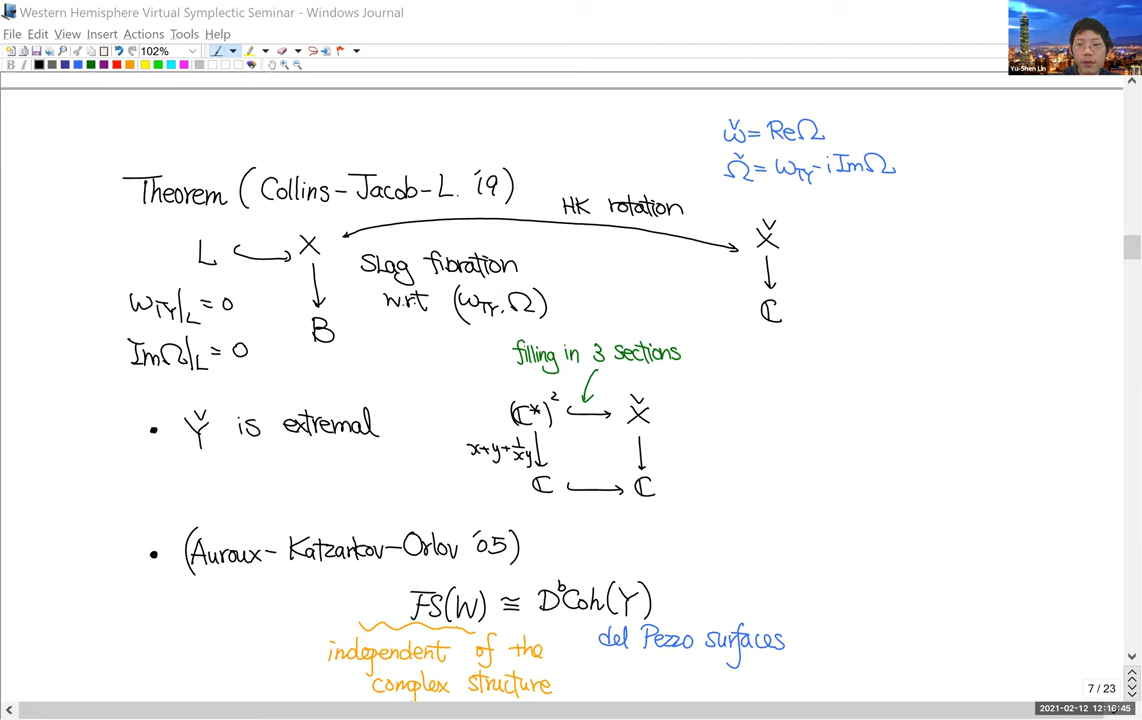 Western Hemisphere Virtual Symplectic Seminar - Windows Journal
File Edit View Insert Actions Tools Help
102%
B I
Yu-Shen Lin
ω̌ = ReΩ
Ω̌ = ω_TY - i ImΩ
Theorem (Collins-Jacob-L. '19)
HK rotation
L ↪ X
X̌
Slag fibration
w.r.t (ω_TY, Ω)
ω_TY|_L = 0
B
ℂ
ImΩ|_L = 0
filling in 3 sections
(ℂ*)² ↪ X̌
• Y̌ is extremal
x+y+1/xy
ℂ ↪ ℂ
• (Auroux-Katzarkov-Orlov '05)
FS(W) ≅ D^bCoh(Y)
del Pezzo surfaces
independent of the
complex structure
7 / 23
2021-02-12 12:16:45